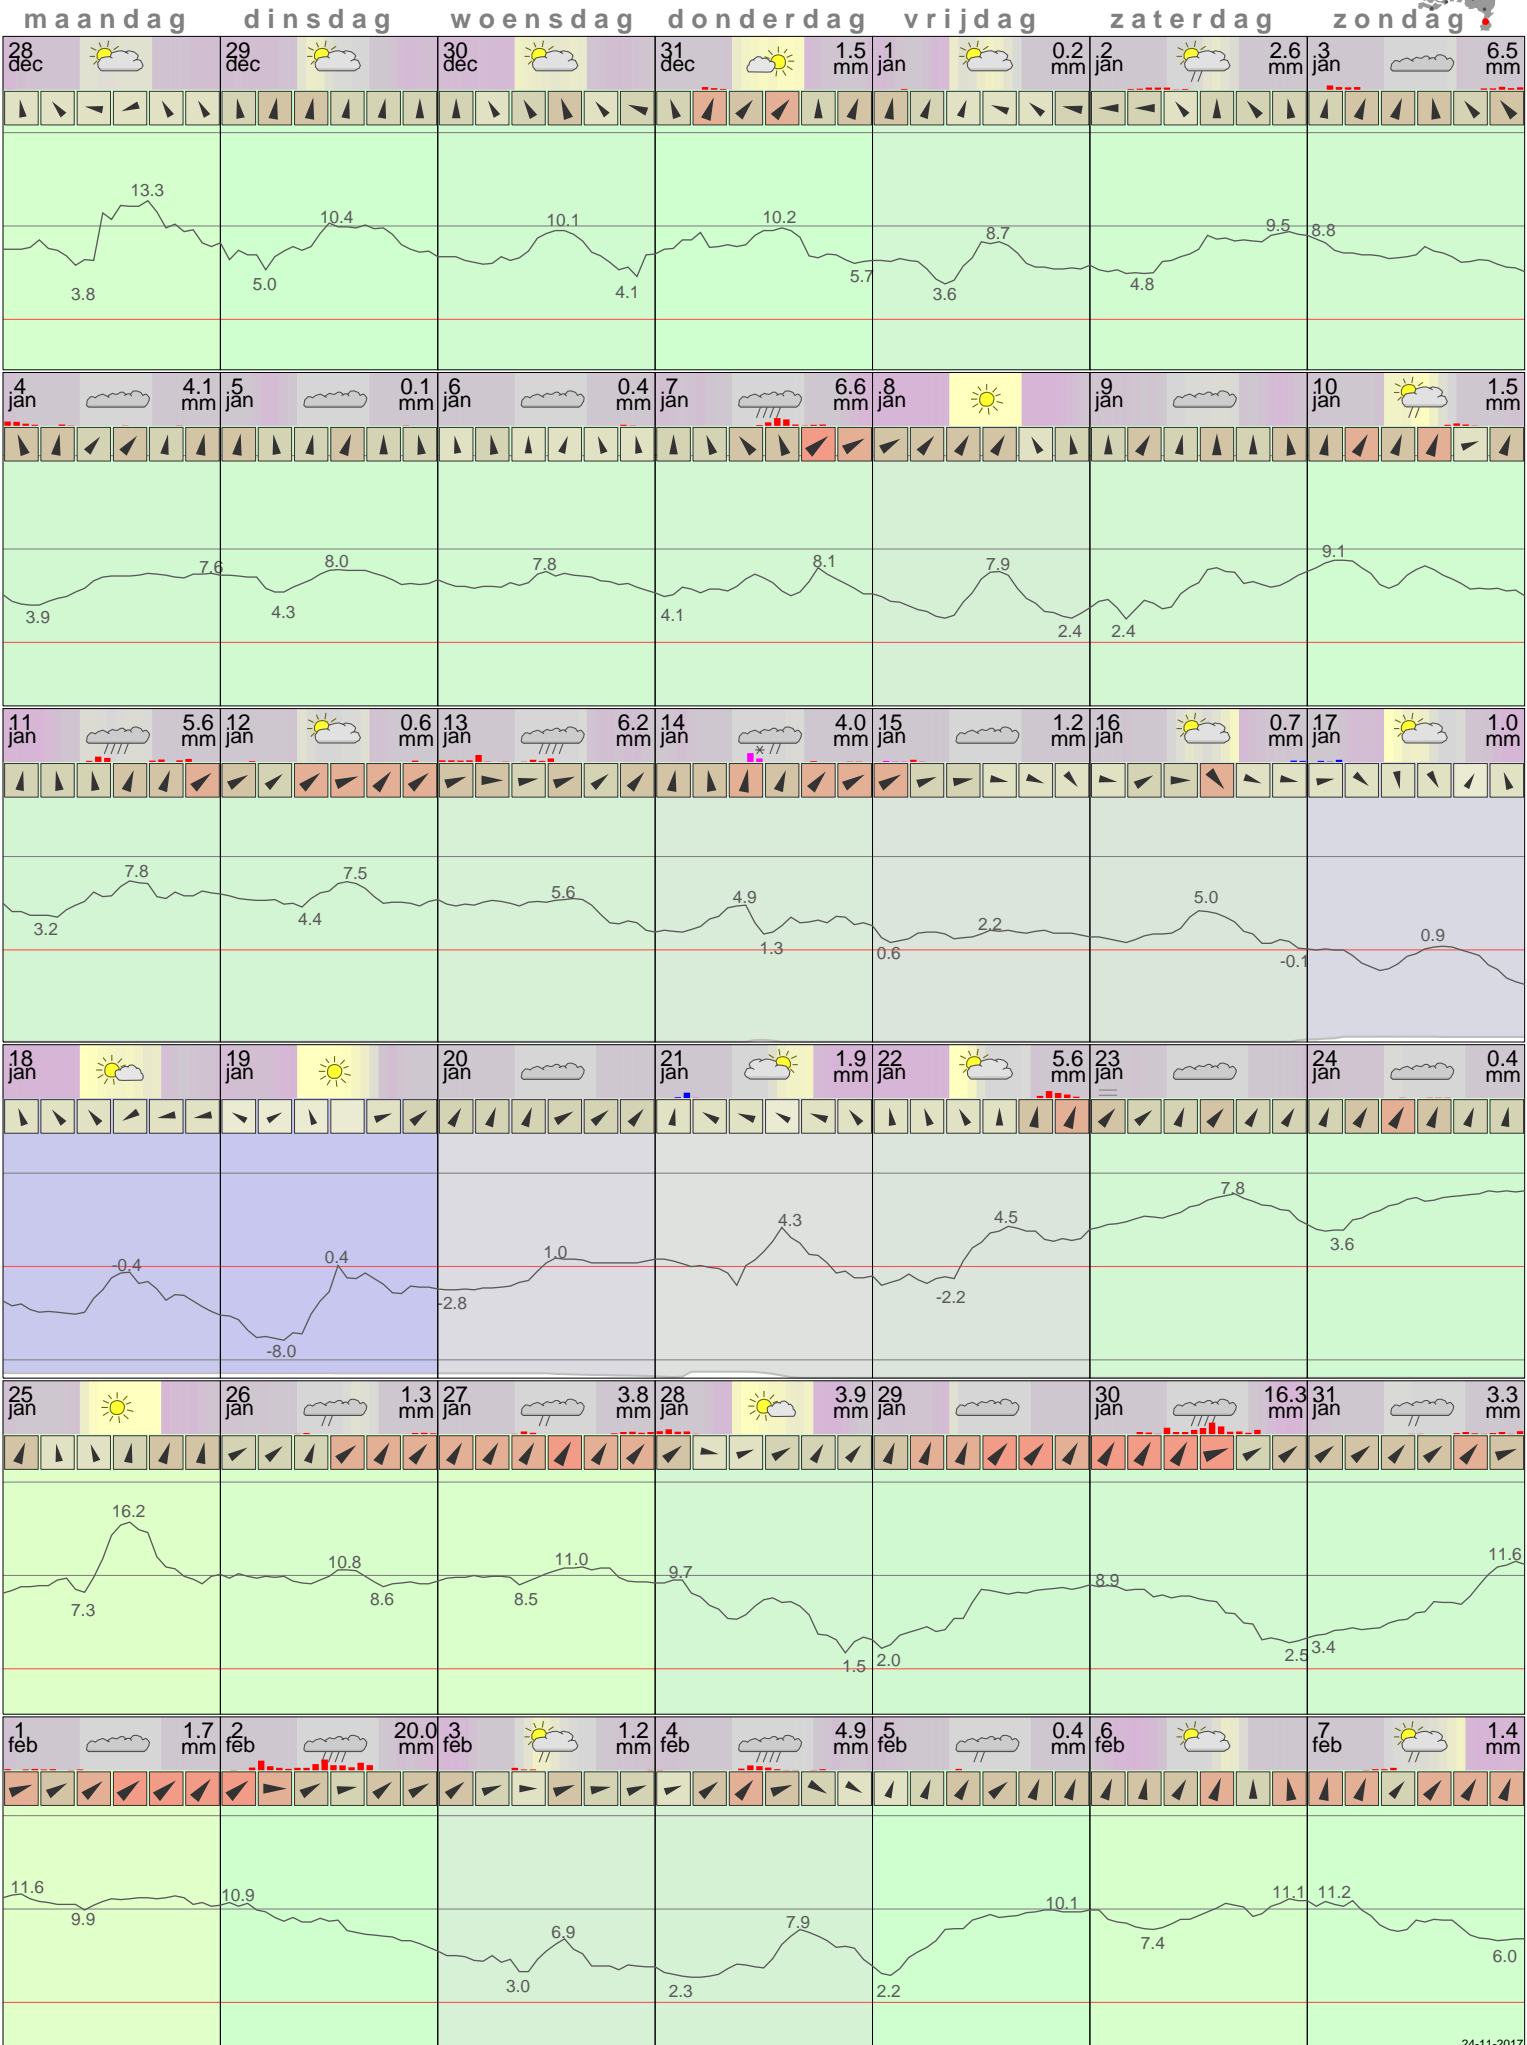 maandag dinsdag woensdag donderdag vrijdag zaterdag zondag
28 29 30 31 1.5 .1 0.2 .2 2.6 .3 6.5
dec dec dec dec mm jan mm jan mm jan mm
13.3 10.4 10.1 10.2 8.7 9.5 8.8
3.8 5.0 4.1 5.7 3.6 4.8
.4 4.1 .5 0.1 .6 0.4 .7 6.6 .8 .9 10 1.5
jan mm jan mm jan mm jan mm jan jan jan mm
7.6 8.0 7.8 8.1 7.9 9.1
3.9 4.3 4.1 2.4 2.4
11 5.6 12 0.6 13 6.2 14 4.0 15 1.2 16 0.7 17 1.0
jan mm jan mm jan mm jan mm jan mm jan mm jan mm
7.8 7.5 5.6 4.9 2.2 5.0 0.9
3.2 4.4 1.3 0.6 -0.1
18 19 20 21 1.9 22 5.6 23 24 0.4
jan jan jan jan mm jan mm jan jan mm
-0.4 0.4 1.0 4.3 4.5 7.8
-8.0 -2.8 -2.2 3.6
25 26 1.3 27 3.8 28 3.9 29 30 16.3 31 3.3
jan jan mm jan mm jan mm jan jan mm jan mm
16.2 10.8 11.0 9.7 8.9 11.6
7.3 8.6 8.5 1.5 2.0 2.5 3.4
.1 1.7 .2 20.0 .3 1.2 .4 4.9 .5 0.4 .6 .7 1.4
feb mm feb mm feb mm feb mm feb mm feb feb mm
11.6 10.9 6.9 7.9 10.1 11.1 11.2
9.9 3.0 2.3 2.2 7.4 6.0
24-11-2017